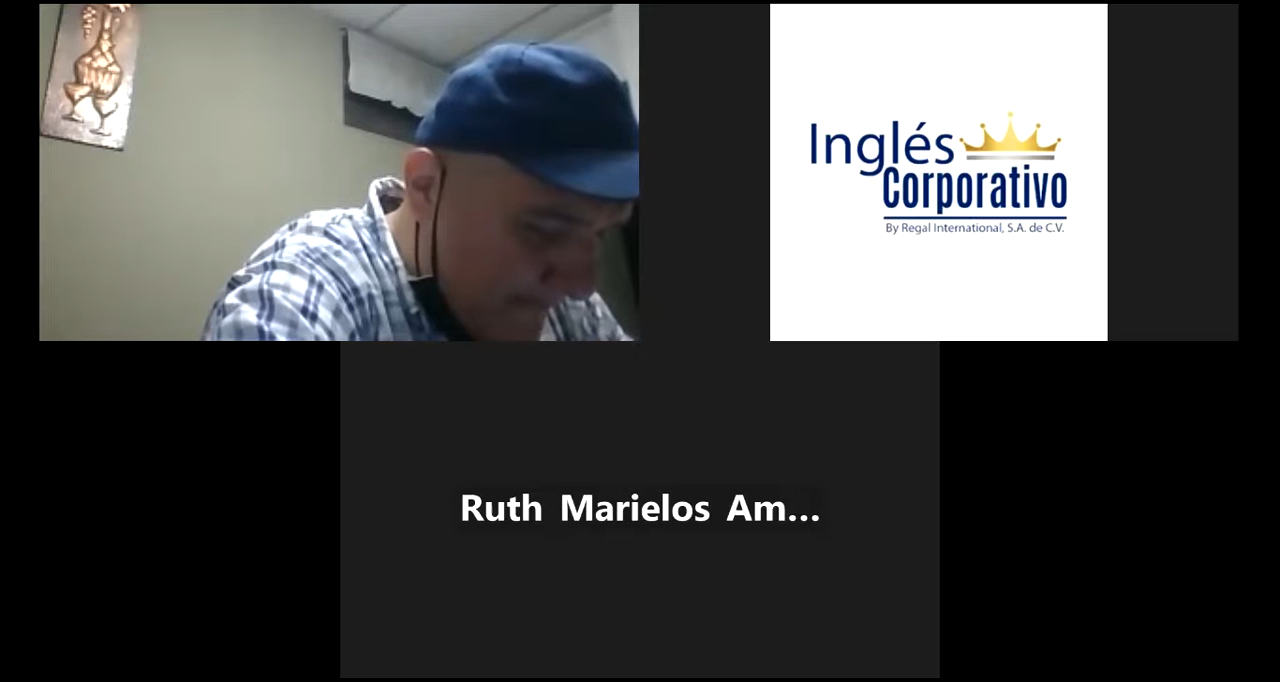 Inglés
Corporativo
By Regal International, S.A. de C.V.
Ruth Marielos Am...